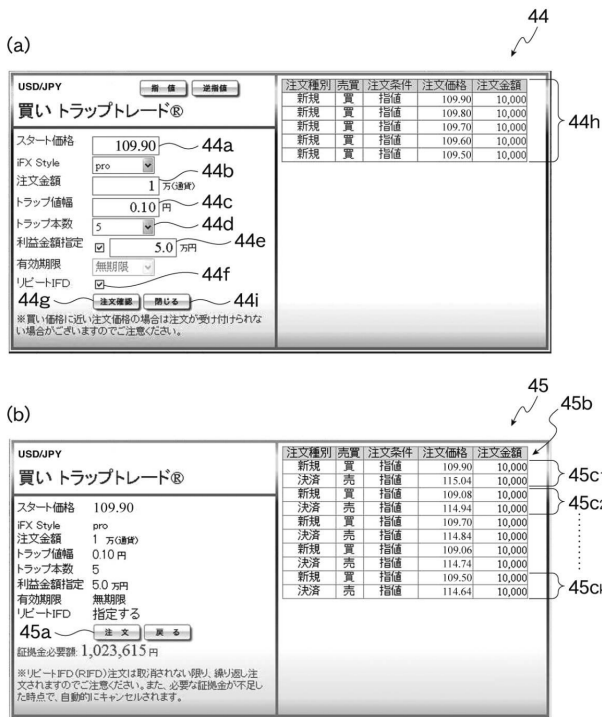 44
(a)
USD/JPY 指値 逆指値
買い トラップトレード®
スタート価格 109.90 44a
iFX Style pro
注文金額 1 万(通貨) 44b
トラップ値幅 0.10 円 44c
トラップ本数 5 44d
利益金額指定 5.0 万円 44e
有効期限 無期限
リピートIFD 44f
44g 注文確認 閉じる 44i
※買い価格に近い注文価格の場合は注文が受け付けられな
い場合がございますのでご注意ください。
注文種別 売買 注文条件 注文価格 注文金額
新規 買 指値 109.90 10,000
新規 買 指値 109.80 10,000
新規 買 指値 109.70 10,000
新規 買 指値 109.60 10,000
新規 買 指値 109.50 10,000
44h
45
45b
(b)
USD/JPY
買い トラップトレード®
スタート価格 109.90
iFX Style pro
注文金額 1 万(通貨)
トラップ値幅 0.10 円
トラップ本数 5
利益金額指定 5.0 万円
有効期限 無期限
リピートIFD 指定する
45a 注文 戻る
証拠金必要額: 1,023,615 円
※リピートIFD(RIFD)注文は取消されない限り、繰り返し注
文されますのでご注意ください。また、必要な証拠金が不足し
た時点で、自動的にキャンセルされます。
注文種別 売買 注文条件 注文価格 注文金額
新規 買 指値 109.90 10,000
決済 売 指値 115.04 10,000
45c1
新規 買 指値 109.08 10,000
決済 売 指値 114.94 10,000
45c2
新規 買 指値 109.70 10,000
決済 売 指値 114.84 10,000
新規 買 指値 109.06 10,000
決済 売 指値 114.74 10,000
新規 買 指値 109.50 10,000
決済 売 指値 114.64 10,000